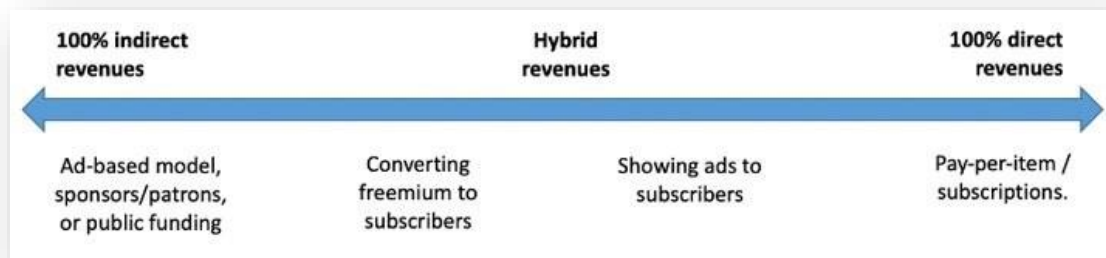 100% indirect
revenues
Hybrid
revenues
100% direct
revenues
Ad-based model,
sponsors/patrons,
or public funding
Converting
freemium to
subscribers
Showing ads to
subscribers
Pay-per-item /
subscriptions.